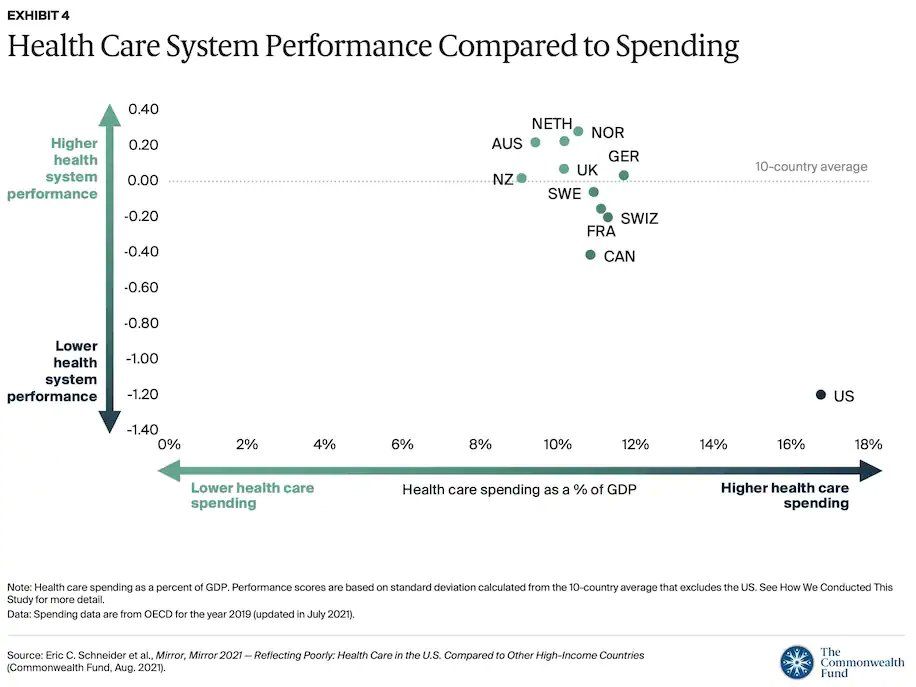 EXHIBIT 4
Health Care System Performance Compared to Spending
Higher
health
system
performance
Lower
health
system
performance
0.40
0.20
0.00
-0.20
-0.40
-0.60
-0.80
-1.00
-1.20
-1.40
NETH
NOR
AUS
GER
10-country average
UK
NZ
SWE
SWIZ
FRA
CAN
US
0% 2% 4% 6% 8% 10% 12% 14% 16% 18%
Lower health care
spending
Health care spending as a % of GDP
Higher health care
spending
Note: Health care spending as a percent of GDP. Performance scores are based on standard deviation calculated from the 10-country average that excludes the US. See How We Conducted This
Study for more detail.
Data: Spending data are from OECD for the year 2019 (updated in July 2021).
Source: Eric C. Schneider et al., Mirror, Mirror 2021 — Reflecting Poorly: Health Care in the U.S. Compared to Other High-Income Countries
(Commonwealth Fund, Aug. 2021).
The
Commonwealth
Fund